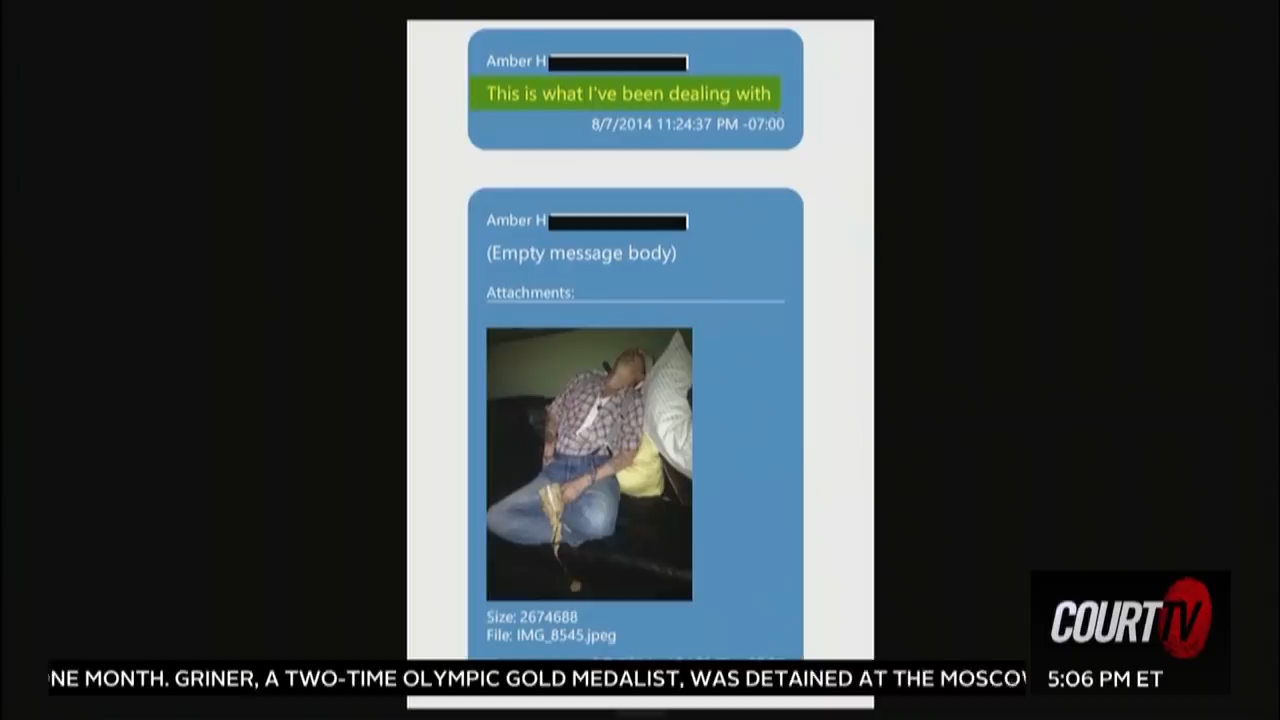 Amber H
This is what I've been dealing with
8/7/2014 11:24:37 PM -07:00
Amber H
(Empty message body)
Attachments:
Size: 2674688
File: IMG_8545.jpeg
COURT TV
NE MONTH. GRINER, A TWO-TIME OLYMPIC GOLD MEDALIST, WAS DETAINED AT THE
5:06 PM ET